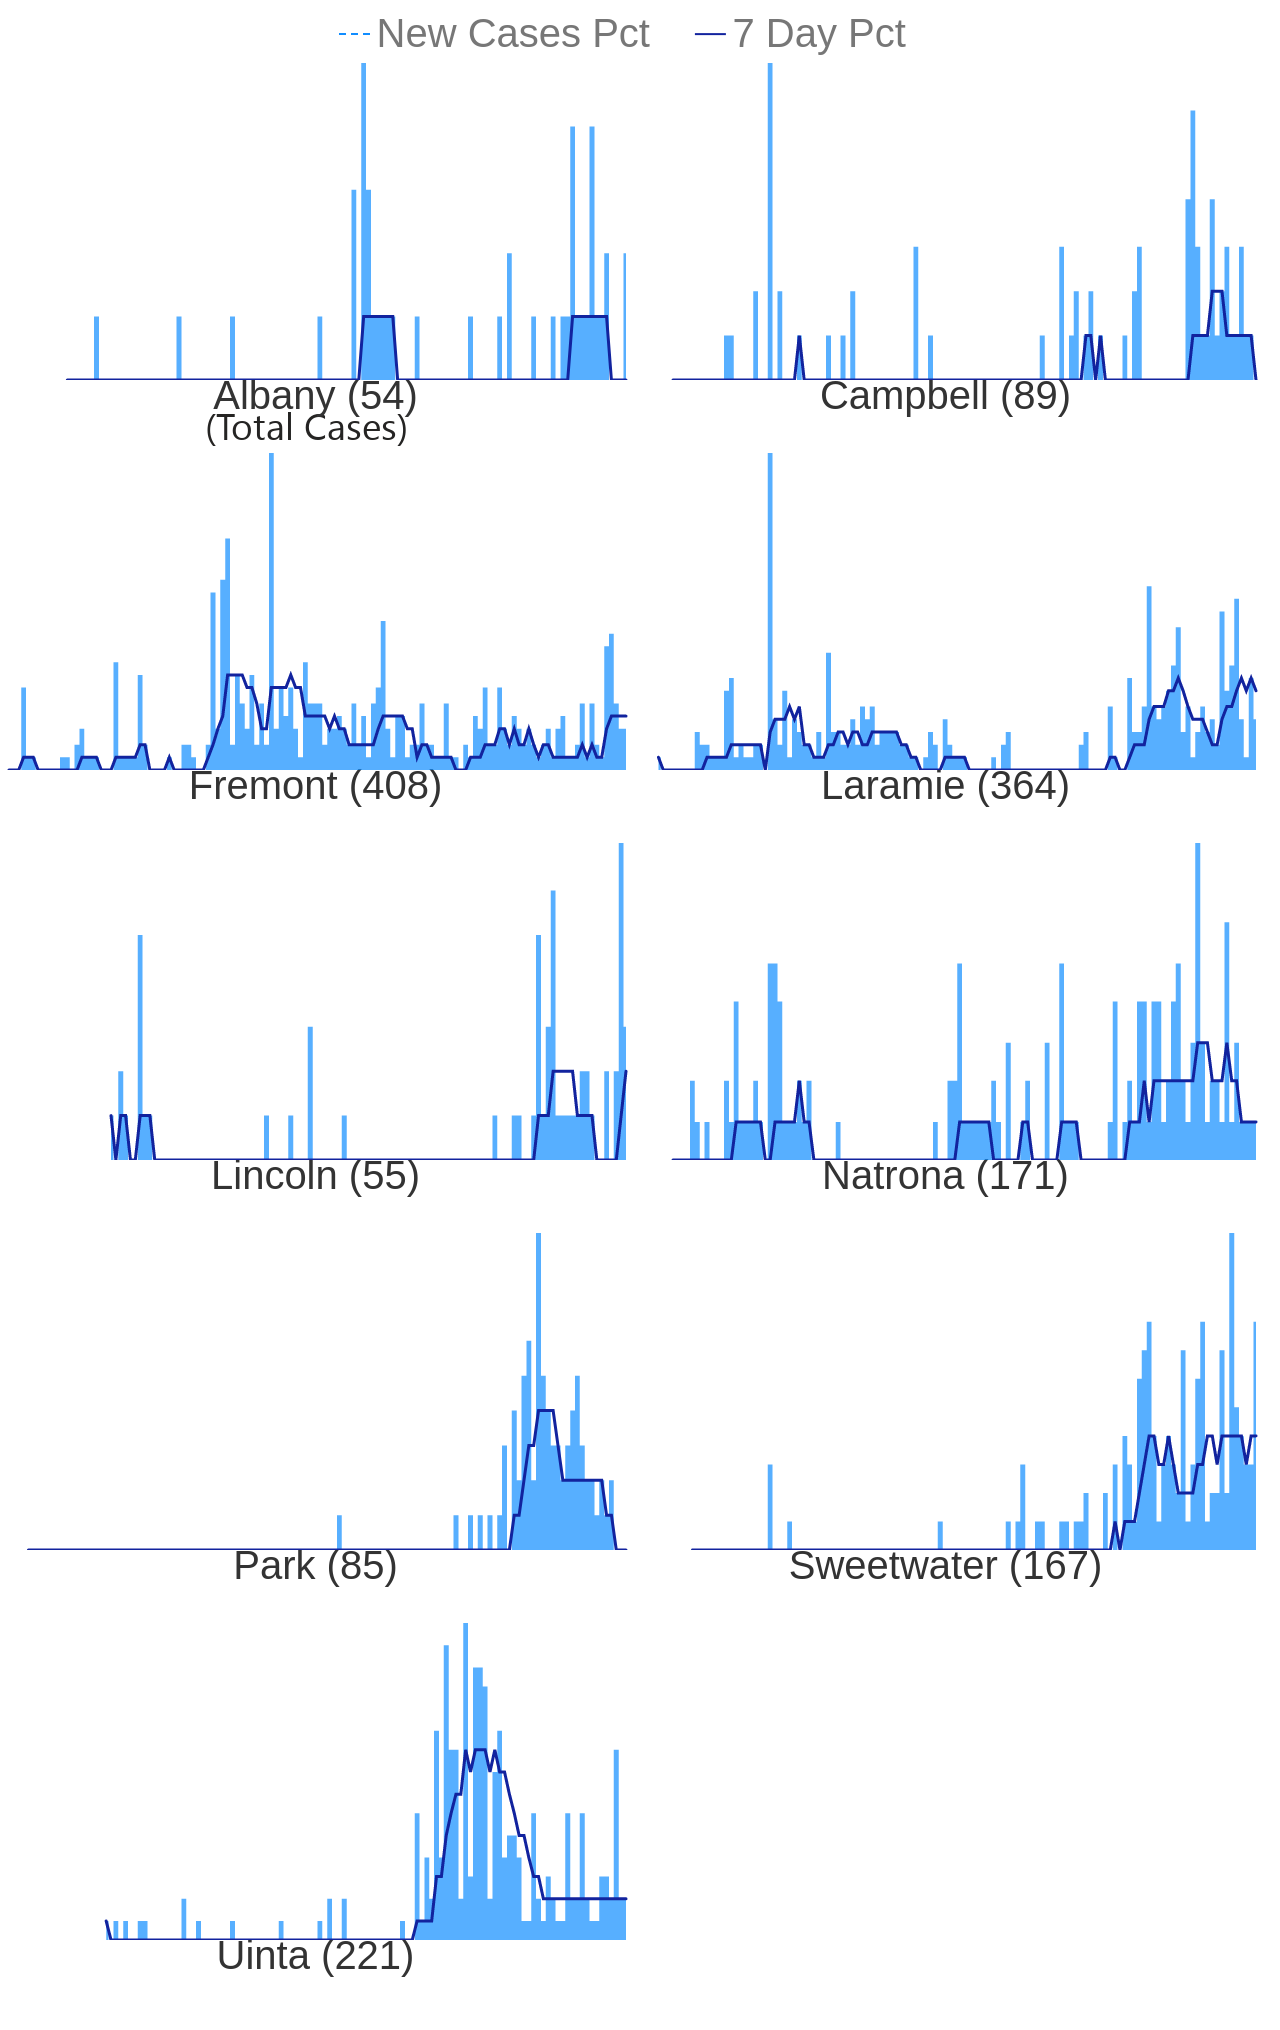 New Cases Pct 7 Day Pct
Albany (54) Campbell (89)
(Total Cases)
Fremont (408) Laramie (364)
Lincoln (55) Natrona (171)
Park (85) Sweetwater (167)
Uinta (221)